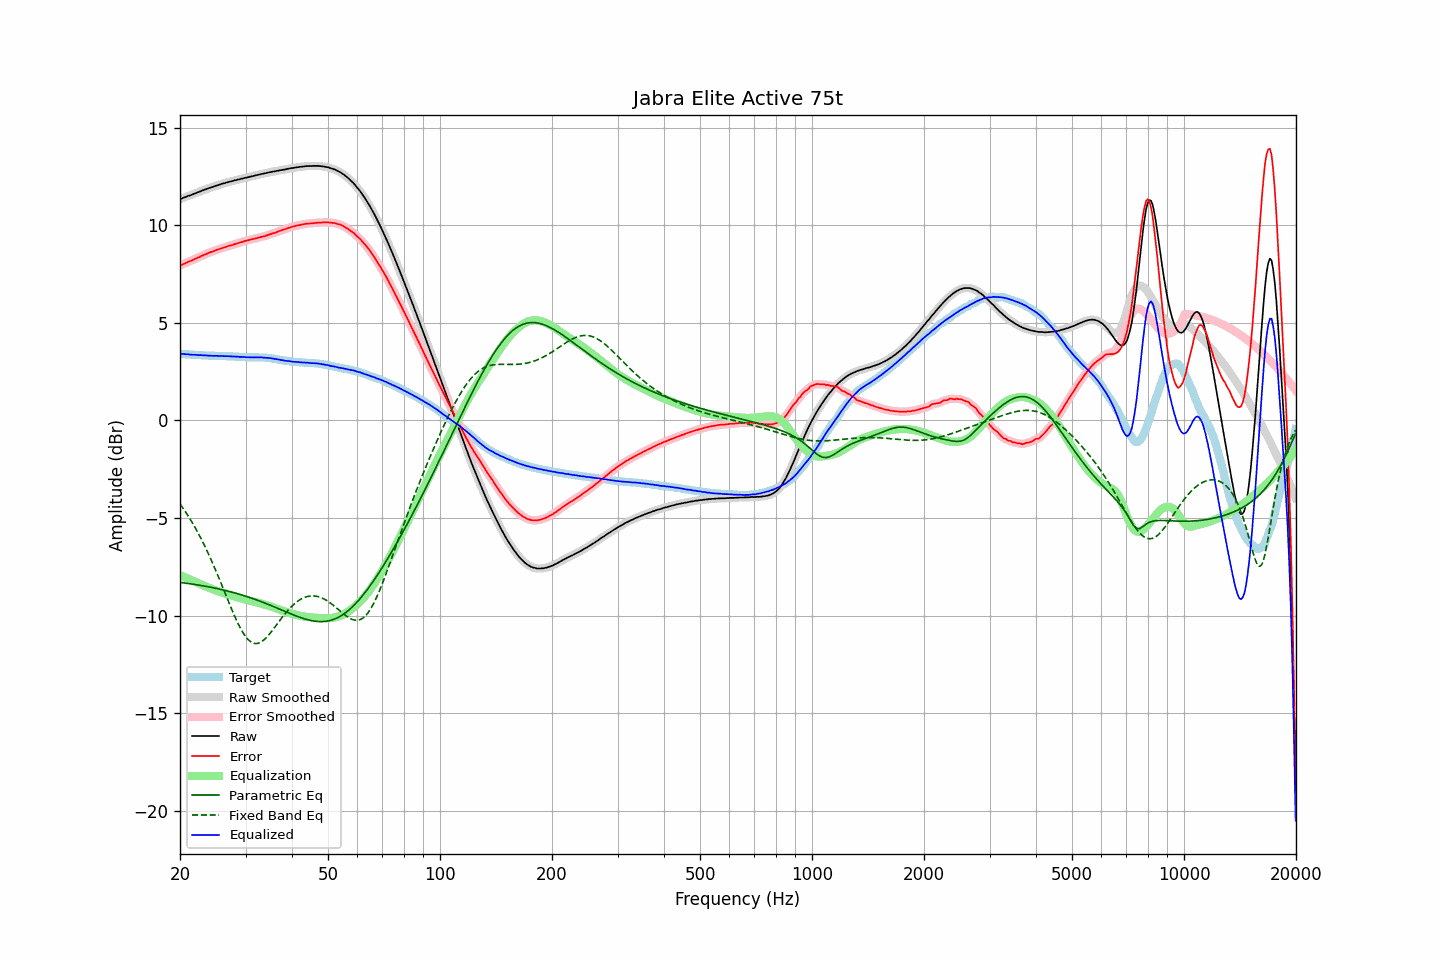 Jabra Elite Active 75t
Amplitude (dBr)
15
10
5
0
−5
−10
−15
−20
Target
Raw Smoothed
Error Smoothed
Raw
Error
Equalization
Parametric Eq
Fixed Band Eq
Equalized
20 50 100 200 500 1000 2000 5000 10000 20000
Frequency (Hz)